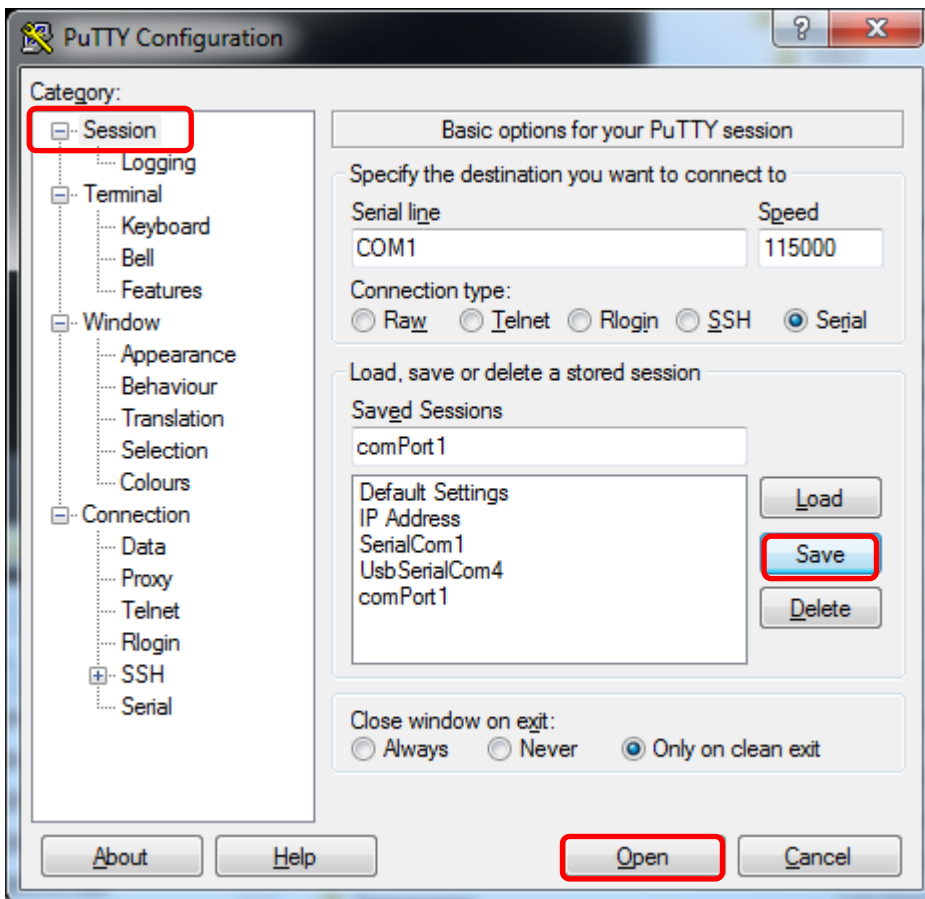 PuTTY Configuration
?
X
Category:
Session
Logging
Terminal
Keyboard
Bell
Features
Window
Appearance
Behaviour
Translation
Selection
Colours
Connection
Data
Proxy
Telnet
Rlogin
SSH
Serial
Basic options for your PuTTY session
Specify the destination you want to connect to
Serial line Speed
COM1 115000
Connection type:
Raw Telnet Rlogin SSH Serial
Load, save or delete a stored session
Saved Sessions
comPort1
Default Settings
IP Address
SerialCom1
UsbSerialCom4
comPort1
Load
Save
Delete
Close window on exit:
Always Never Only on clean exit
About Help Open Cancel